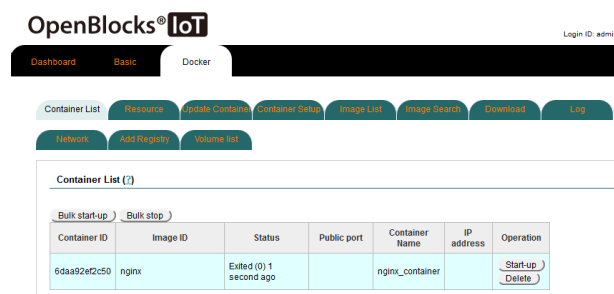 OpenBlocks® IoT
Login ID: admi
Dashboard Basic Docker
Container List Resource Update Container Container Setup Image List Image Search Download Log
Network Add Registry Volume list
Container List (?)
Bulk start-up Bulk stop
Container ID Image ID Status Public port Container Name IP address Operation
6daa92ef2c50 nginx Exited (0) 1 second ago nginx_container Start-up
Delete